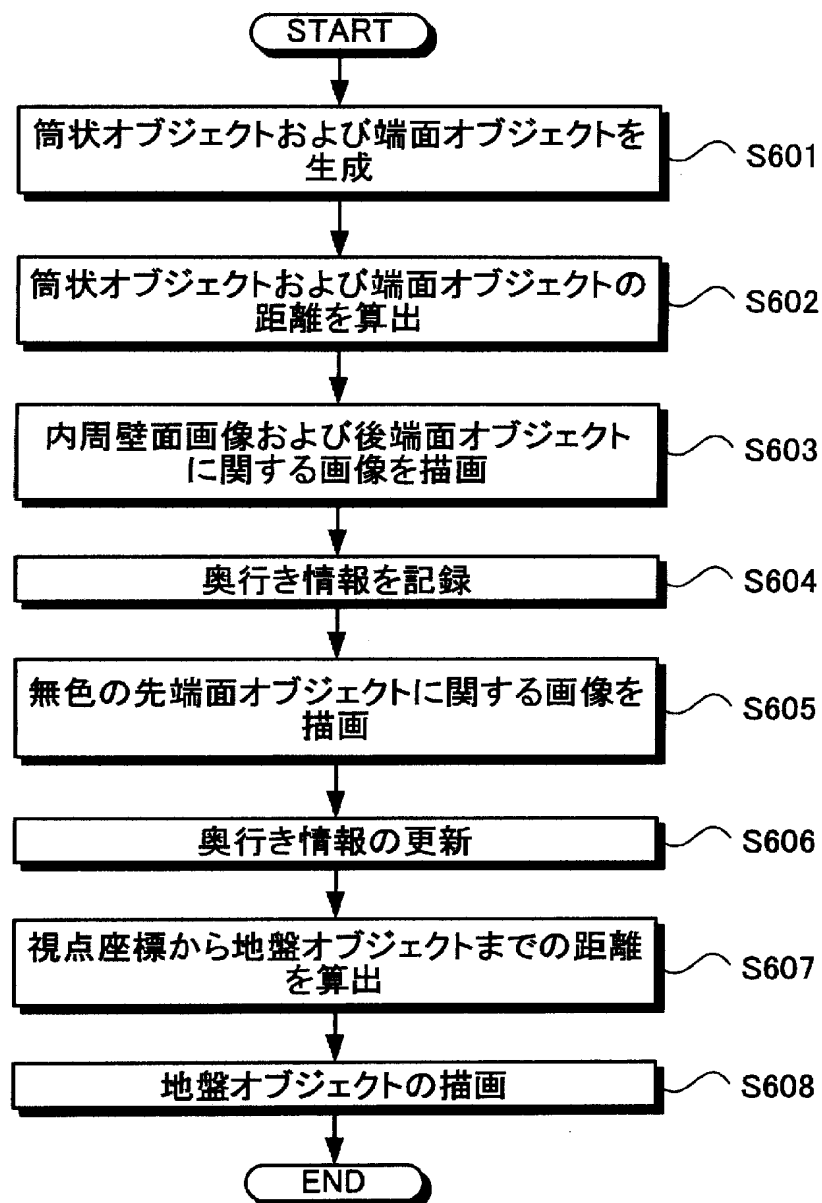 START
筒状オブジェクトおよび端面オブジェクトを
生成
S601
筒状オブジェクトおよび端面オブジェクトの
距離を算出
S602
内周壁面画像および後端面オブジェクト
に関する画像を描画
S603
奥行き情報を記録
S604
無色の先端面オブジェクトに関する画像を
描画
S605
奥行き情報の更新
S606
視点座標から地盤オブジェクトまでの距離
を算出
S607
地盤オブジェクトの描画
S608
END